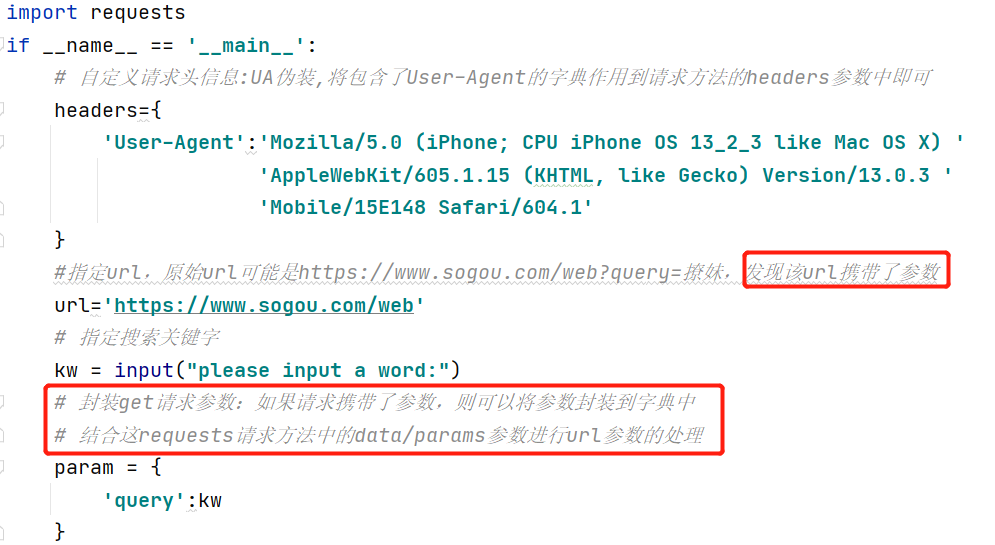 import requests
if __name__ == '__main__':
    # 自定义请求头信息:UA伪装,将包含了User-Agent的字典作用到请求方法的headers参数中即可
    headers={
        'User-Agent':'Mozilla/5.0 (iPhone; CPU iPhone OS 13_2_3 like Mac OS X) '
                     'AppleWebKit/605.1.15 (KHTML, like Gecko) Version/13.0.3 '
                     'Mobile/15E148 Safari/604.1'
    }
    #指定url，原始url可能是https://www.sogou.com/web?query=撩妹，发现该url携带了参数
    url='https://www.sogou.com/web'
    # 指定搜索关键字
    kw = input("please input a word:")
    # 封装get请求参数：如果请求携带了参数，则可以将参数封装到字典中
    # 结合这requests请求方法中的data/params参数进行url参数的处理
    param = {
        'query':kw
    }